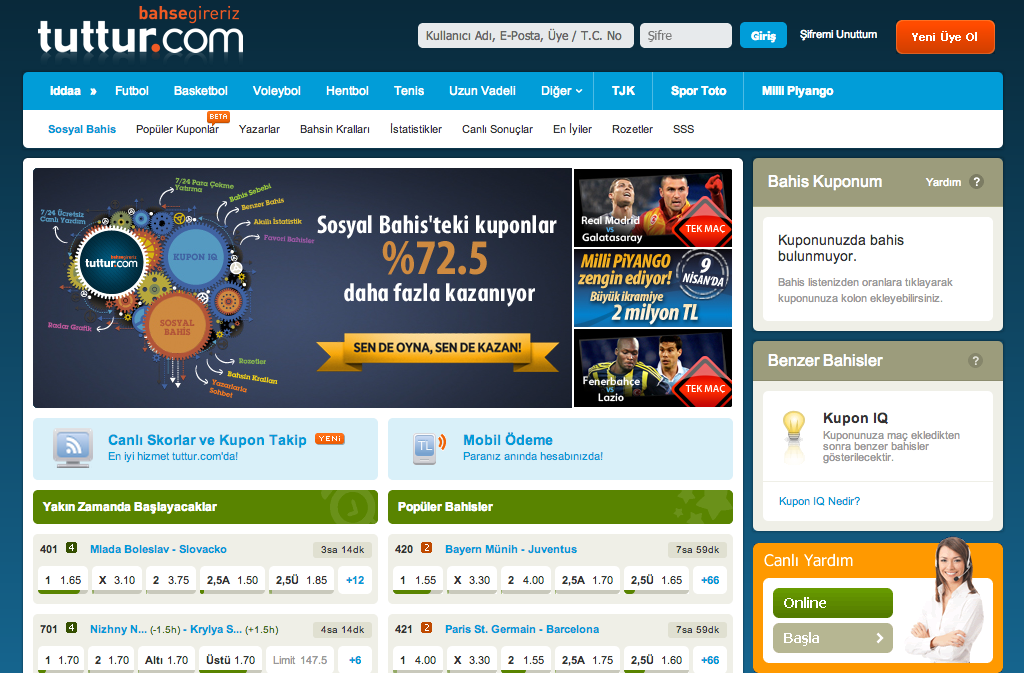 bahsegireriz
tuttur.com
Kullanıcı Adı, E-Posta, Üye / T.C. No
Şifre
Giriş
Şifremi Unuttum
Yeni Üye Ol
Iddaa »
Futbol
Basketbol
Voleybol
Hentbol
Tenis
Uzun Vadeli
Diğer
TJK
Spor Toto
Milli Piyango
Sosyal Bahis
Popüler Kuponlar
BETA
Yazarlar
Bahsin Kralları
İstatistikler
Canlı Sonuçlar
En İyiler
Rozetler
SSS
7/24 Para Çekme
Yatırma
Bahis Sebebi
Benzer Bahis
Akıllı İstatistik
Favori Bahisler
7/24 Ücretsiz
Canlı Yardım
bahsegireriz
tuttur.com
KUPON IQ
SOSYAL
BAHİS
Radar Grafik
Rozetler
Bahsin Kralları
Yazarlarla
Sohbet
Sosyal Bahis'teki kuponlar
%72.5
daha fazla kazanıyor
SEN DE OYNA, SEN DE KAZAN!
Real Madrid
vs
Galatasaray
TEK MAÇ
Milli PiYANGO
zengin ediyor!
Büyük ikramiye
2 milyon TL
9
NİSAN'DA
Fenerbahçe
vs
Lazio
TEK MAÇ
Bahis Kuponum
Yardım ?
Kuponunuzda bahis
bulunmuyor.
Bahis listenizden oranlara tıklayarak
kuponunuza kolon ekleyebilirsiniz.
Benzer Bahisler
?
Kupon IQ
Kuponunuza maç ekledikten
sonra benzer bahisler
gösterilecektir.
Kupon IQ Nedir?
Canlı Skorlar ve Kupon Takip YENİ
En iyi hizmet tuttur.com'da!
TL
Mobil Ödeme
Paranız anında hesabınızda!
Yakın Zamanda Başlayacaklar
401 4 Mlada Boleslav - Slovacko 3sa 14dk
1 1.65 X 3.10 2 3.75 2,5A 1.50 2,5Ü 1.85 +12
701 4 Nizhny N... (-1.5h) - Krylya S... (+1.5h) 4sa 14dk
1 1.70 2 1.70 Altı 1.70 Üstü 1.70 Limit 147.5 +6
Popüler Bahisler
420 2 Bayern Münih - Juventus 7sa 59dk
1 1.55 X 3.30 2 4.00 2,5A 1.70 2,5Ü 1.65 +66
421 2 Paris St. Germain - Barcelona 7sa 59dk
1 4.00 X 3.30 2 1.55 2,5A 1.75 2,5Ü 1.60 +66
Canlı Yardım
Online
Başla